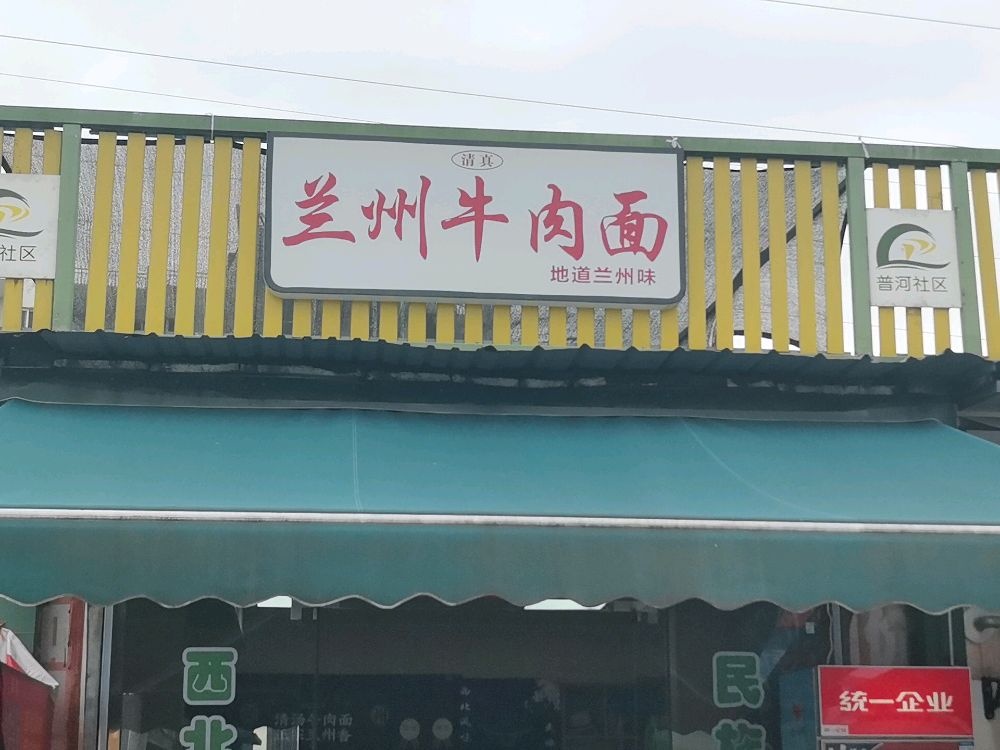 清真
兰州牛肉面
地道兰州味
社区
普河社区
西北
民族
清汤牛肉面
统一企业